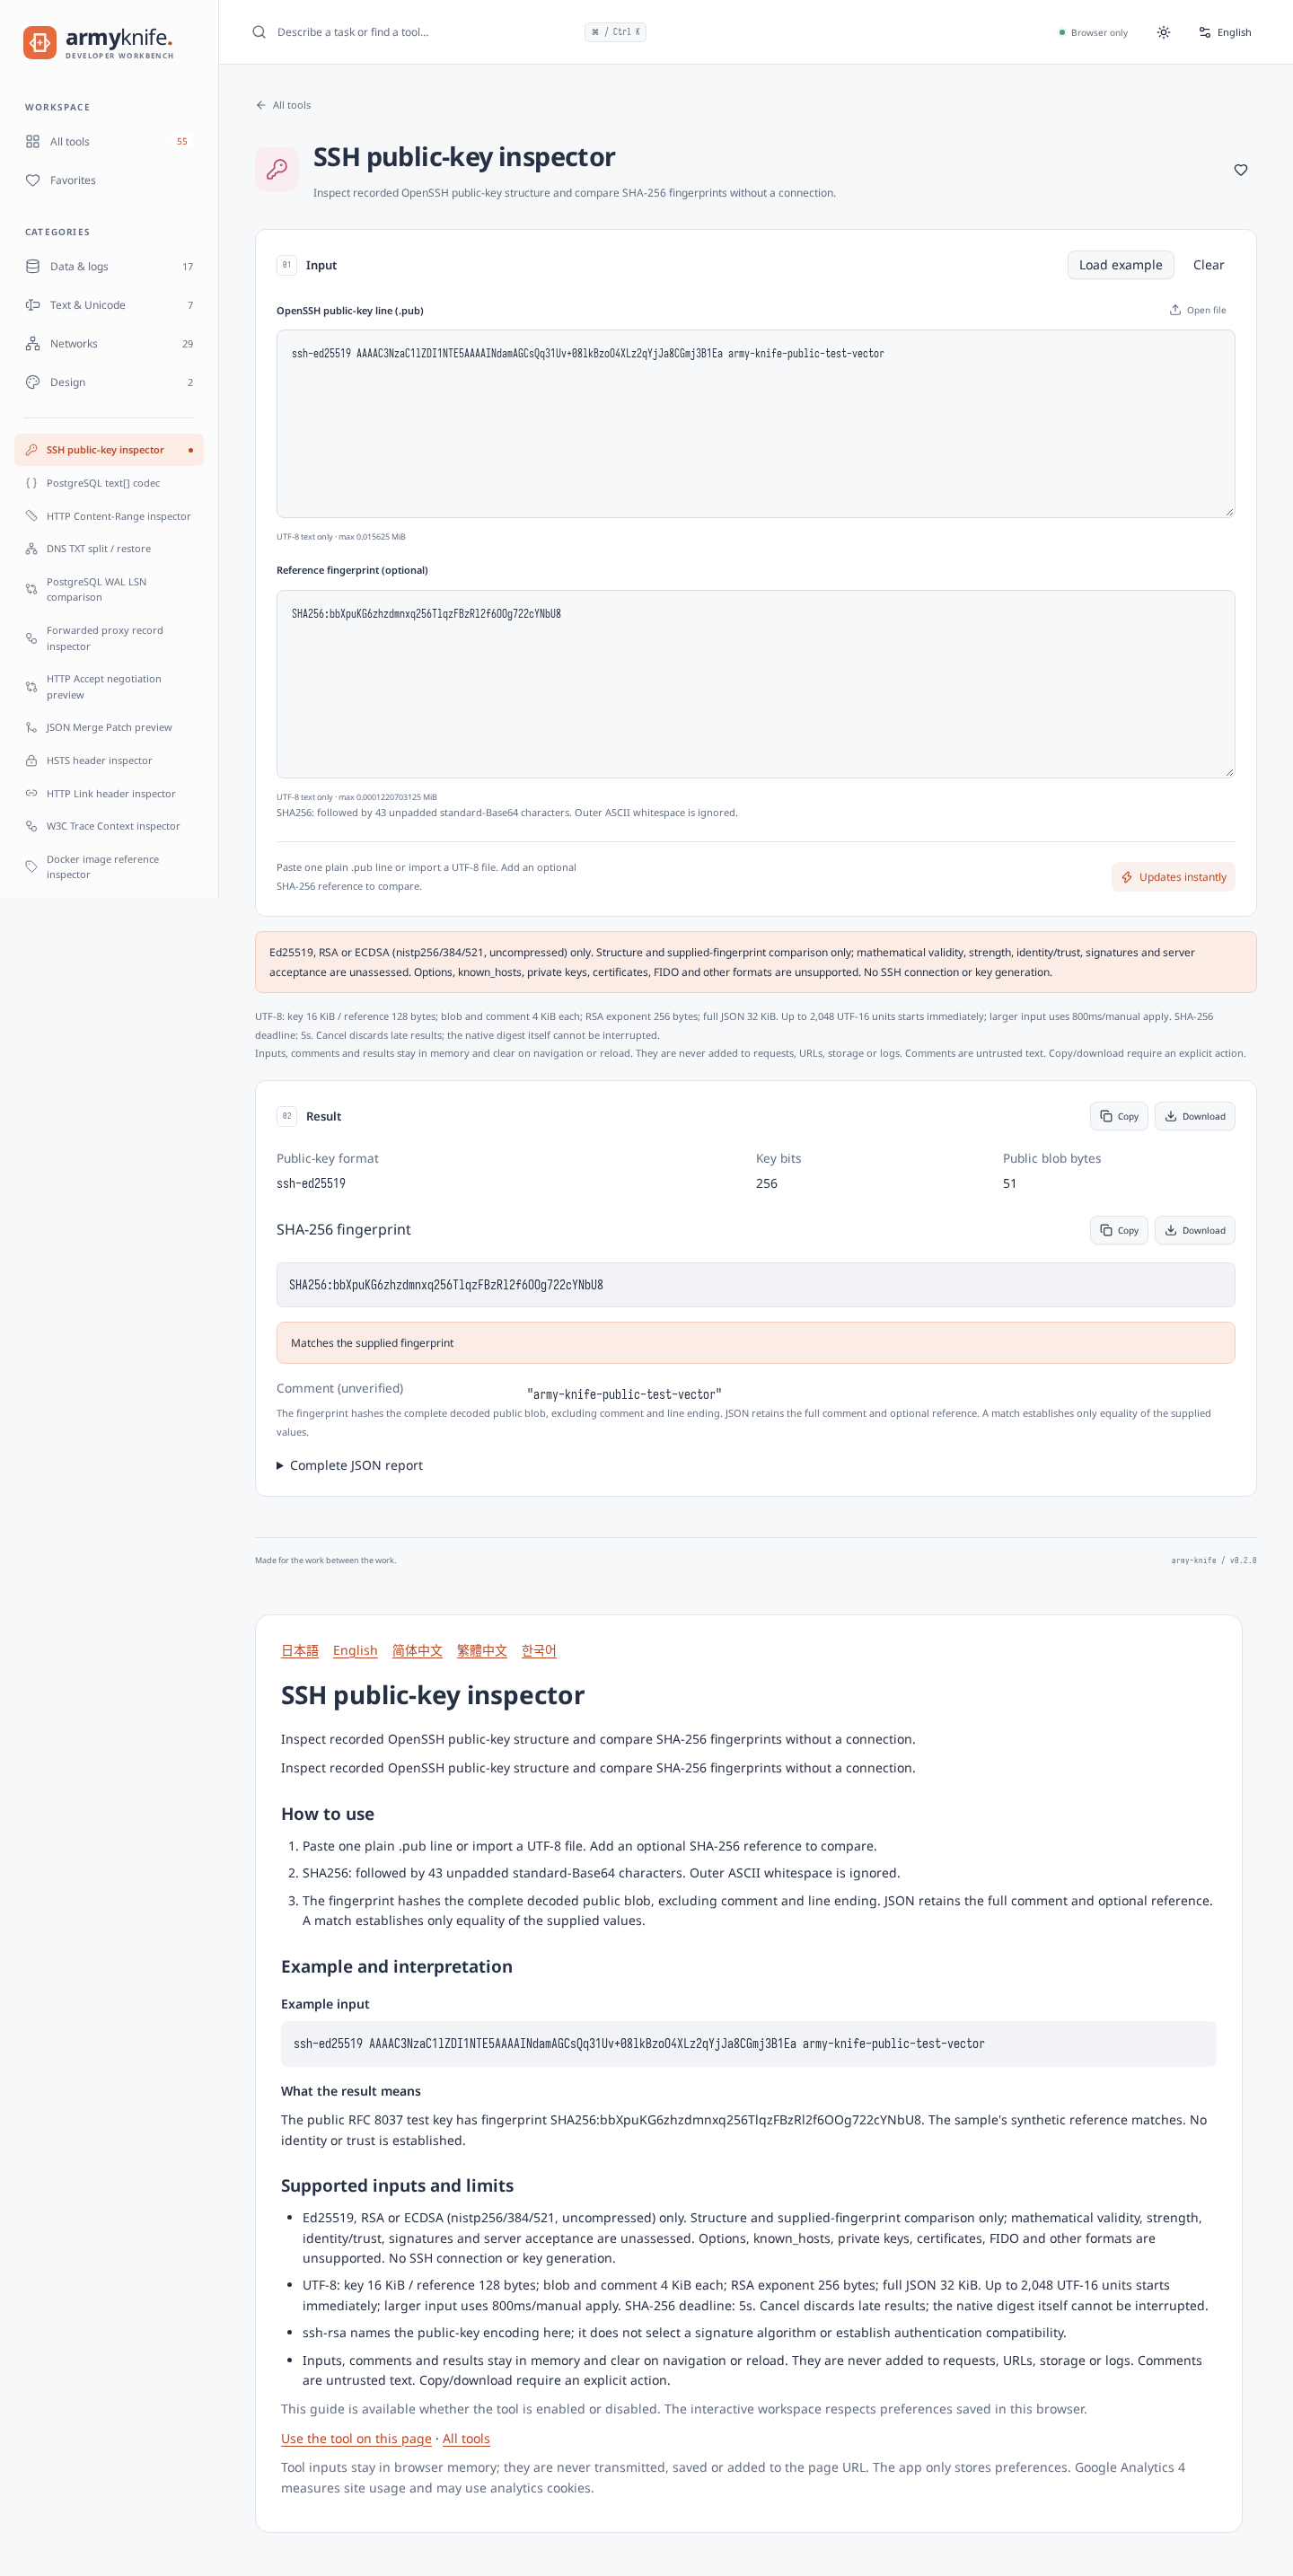 armyknife.
DEVELOPER WORKBENCH
Describe a task or find a tool...
⌘ / Ctrl K
Browser only
English
WORKSPACE
All tools 55
Favorites
CATEGORIES
Data & logs 17
Text & Unicode 7
Networks 29
Design 2
SSH public-key inspector
PostgreSQL text[] codec
HTTP Content-Range inspector
DNS TXT split / restore
PostgreSQL WAL LSN
comparison
Forwarded proxy record
inspector
HTTP Accept negotiation
preview
JSON Merge Patch preview
HSTS header inspector
HTTP Link header inspector
W3C Trace Context inspector
Docker image reference
inspector
All tools
SSH public-key inspector
Inspect recorded OpenSSH public-key structure and compare SHA-256 fingerprints without a connection.
01 Input
Load example Clear
OpenSSH public-key line (.pub)
Open file
ssh-ed25519 AAAAC3NzaC1lZDI1NTE5AAAAINdamAGCsQq31Uv+08lkBzoO4XLz2qYjJa8CGmj3B1Ea army-knife-public-test-vector
UTF-8 text only · max 0.015625 MiB
Reference fingerprint (optional)
SHA256:bbXpuKG6zhzdmnxq256TlqzFBzRl2f6OOg722cYNbU8
UTF-8 text only · max 0.0001220703125 MiB
SHA256: followed by 43 unpadded standard-Base64 characters. Outer ASCII whitespace is ignored.
Paste one plain .pub line or import a UTF-8 file. Add an optional
SHA-256 reference to compare.
Updates instantly
Ed25519, RSA or ECDSA (nistp256/384/521, uncompressed) only. Structure and supplied-fingerprint comparison only; mathematical validity, strength, identity/trust, signatures and server
acceptance are unassessed. Options, known_hosts, private keys, certificates, FIDO and other formats are unsupported. No SSH connection or key generation.
UTF-8: key 16 KiB / reference 128 bytes; blob and comment 4 KiB each; RSA exponent 256 bytes; full JSON 32 KiB. Up to 2,048 UTF-16 units starts immediately; larger input uses 800ms/manual apply. SHA-256
deadline: 5s. Cancel discards late results; the native digest itself cannot be interrupted.
Inputs, comments and results stay in memory and clear on navigation or reload. They are never added to requests, URLs, storage or logs. Comments are untrusted text. Copy/download require an explicit action.
02 Result
Copy Download
Public-key format Key bits Public blob bytes
ssh-ed25519 256 51
SHA-256 fingerprint
Copy Download
SHA256:bbXpuKG6zhzdmnxq256TlqzFBzRl2f6OOg722cYNbU8
Matches the supplied fingerprint
Comment (unverified) "army-knife-public-test-vector"
The fingerprint hashes the complete decoded public blob, excluding comment and line ending. JSON retains the full comment and optional reference. A match establishes only equality of the supplied
values.
Complete JSON report
Made for the work between the work.
army-knife / v0.2.0
日本語 English 简体中文 繁體中文 한국어
SSH public-key inspector
Inspect recorded OpenSSH public-key structure and compare SHA-256 fingerprints without a connection.
Inspect recorded OpenSSH public-key structure and compare SHA-256 fingerprints without a connection.
How to use
1. Paste one plain .pub line or import a UTF-8 file. Add an optional SHA-256 reference to compare.
2. SHA256: followed by 43 unpadded standard-Base64 characters. Outer ASCII whitespace is ignored.
3. The fingerprint hashes the complete decoded public blob, excluding comment and line ending. JSON retains the full comment and optional reference.
A match establishes only equality of the supplied values.
Example and interpretation
Example input
ssh-ed25519 AAAAC3NzaC1lZDI1NTE5AAAAINdamAGCsQq31Uv+08lkBzoO4XLz2qYjJa8CGmj3B1Ea army-knife-public-test-vector
What the result means
The public RFC 8037 test key has fingerprint SHA256:bbXpuKG6zhzdmnxq256TlqzFBzRl2f6OOg722cYNbU8. The sample's synthetic reference matches. No
identity or trust is established.
Supported inputs and limits
• Ed25519, RSA or ECDSA (nistp256/384/521, uncompressed) only. Structure and supplied-fingerprint comparison only; mathematical validity, strength,
identity/trust, signatures and server acceptance are unassessed. Options, known_hosts, private keys, certificates, FIDO and other formats are
unsupported. No SSH connection or key generation.
• UTF-8: key 16 KiB / reference 128 bytes; blob and comment 4 KiB each; RSA exponent 256 bytes; full JSON 32 KiB. Up to 2,048 UTF-16 units starts
immediately; larger input uses 800ms/manual apply. SHA-256 deadline: 5s. Cancel discards late results; the native digest itself cannot be interrupted.
• ssh-rsa names the public-key encoding here; it does not select a signature algorithm or establish authentication compatibility.
• Inputs, comments and results stay in memory and clear on navigation or reload. They are never added to requests, URLs, storage or logs. Comments
are untrusted text. Copy/download require an explicit action.
This guide is available whether the tool is enabled or disabled. The interactive workspace respects preferences saved in this browser.
Use the tool on this page · All tools
Tool inputs stay in browser memory; they are never transmitted, saved or added to the page URL. The app only stores preferences. Google Analytics 4
measures site usage and may use analytics cookies.